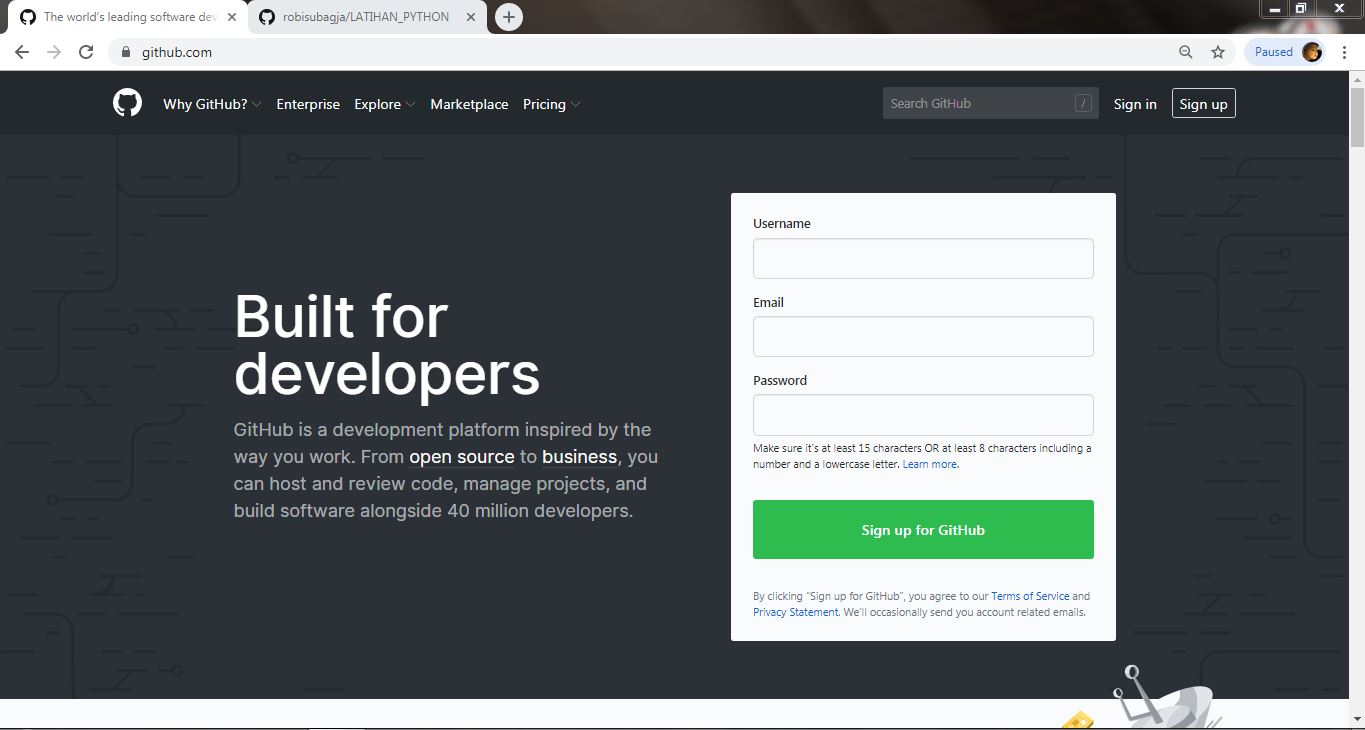 The world's leading software dev
robisubagja/LATIHAN_PYTHON
github.com
Paused
Why GitHub? Enterprise Explore Marketplace Pricing
Search GitHub /
Sign in Sign up
Built for
developers
GitHub is a development platform inspired by the
way you work. From open source to business, you
can host and review code, manage projects, and
build software alongside 40 million developers.
Username
Email
Password
Make sure it's at least 15 characters OR at least 8 characters including a
number and a lowercase letter. Learn more.
Sign up for GitHub
By clicking “Sign up for GitHub”, you agree to our Terms of Service and
Privacy Statement. We’ll occasionally send you account related emails.